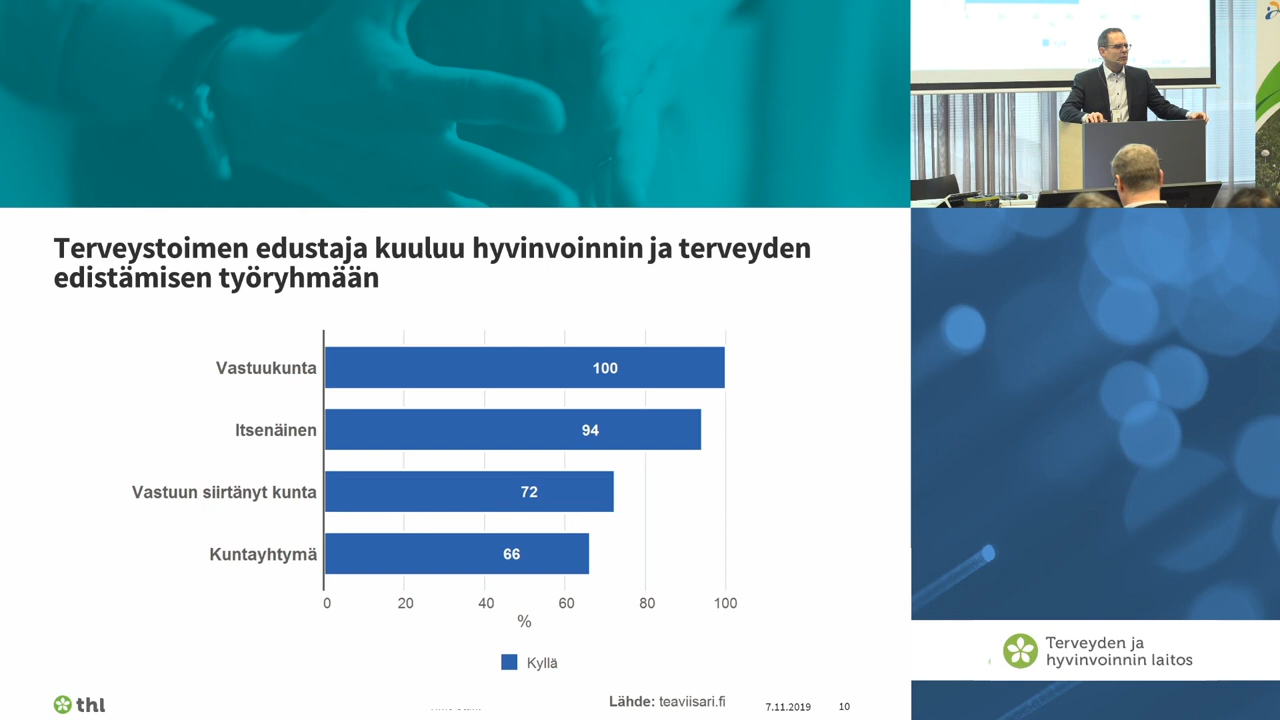 Terveystoimen edustaja kuuluu hyvinvoinnin ja terveyden
edistämisen työryhmään
Vastuukunta
100
Itsenäinen
94
Vastuun siirtänyt kunta
72
Kuntayhtymä
66
0 20 40 60 80 100
%
Kyllä
thl
Lähde: teaviisari.fi
7.11.2019
10
Terveyden ja
hyvinvoinnin laitos